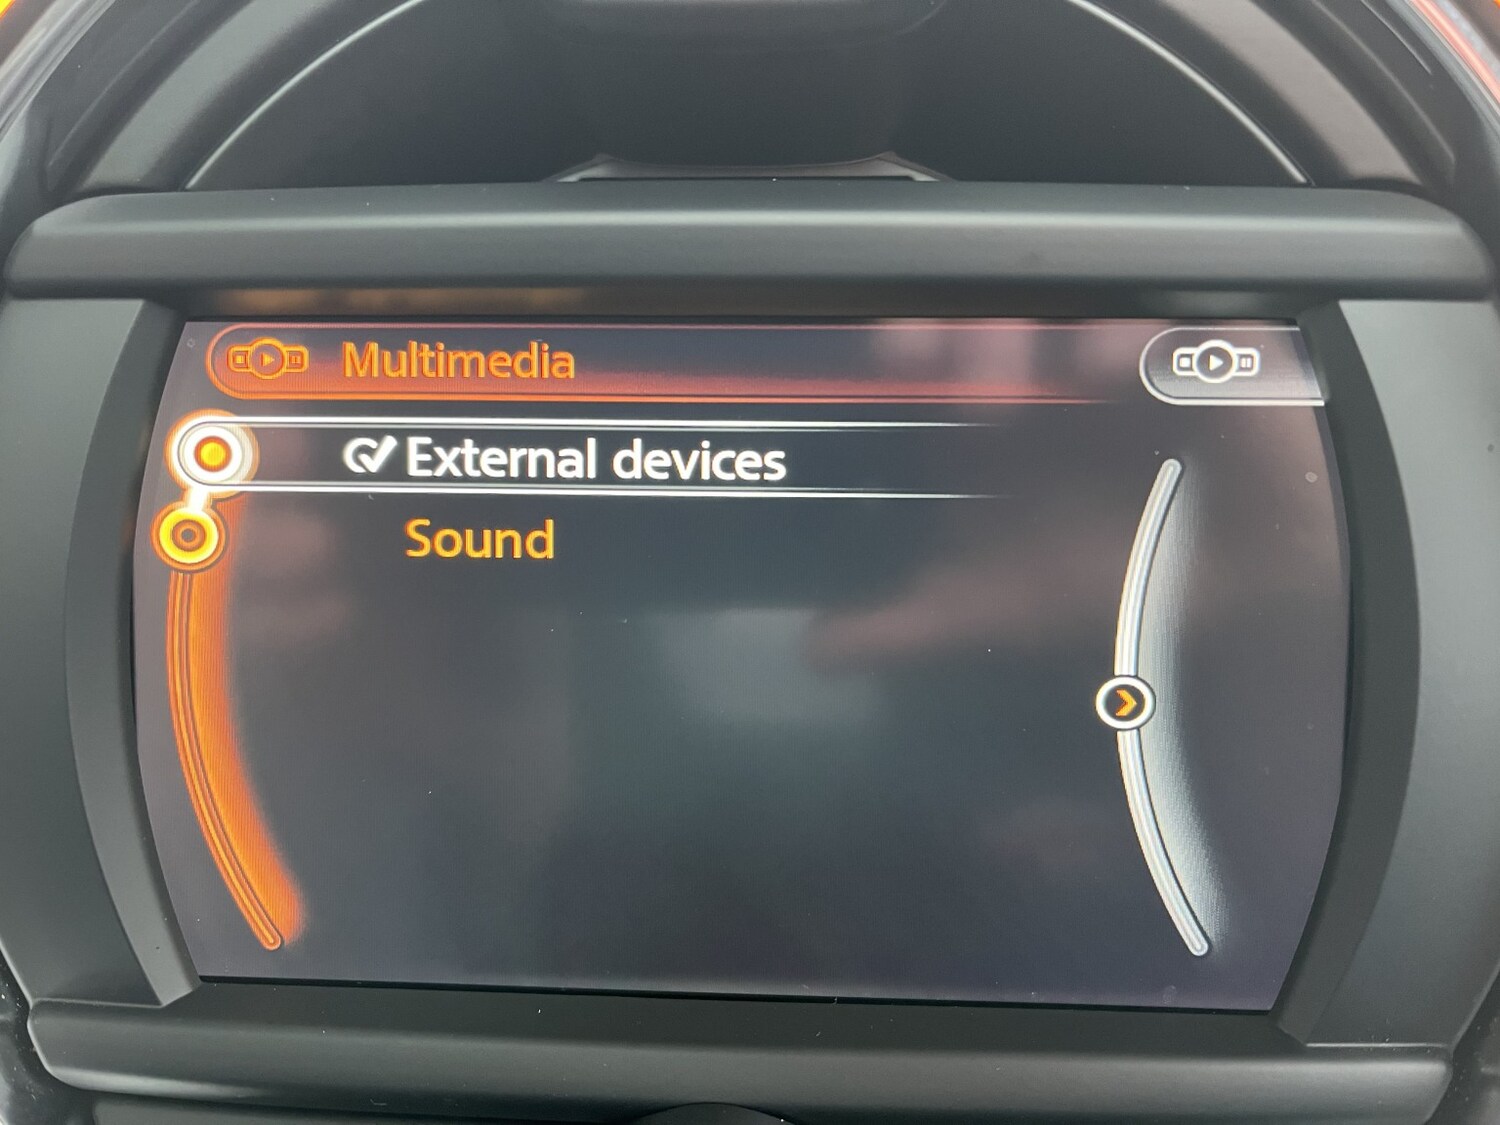 Multimedia
External devices
Sound